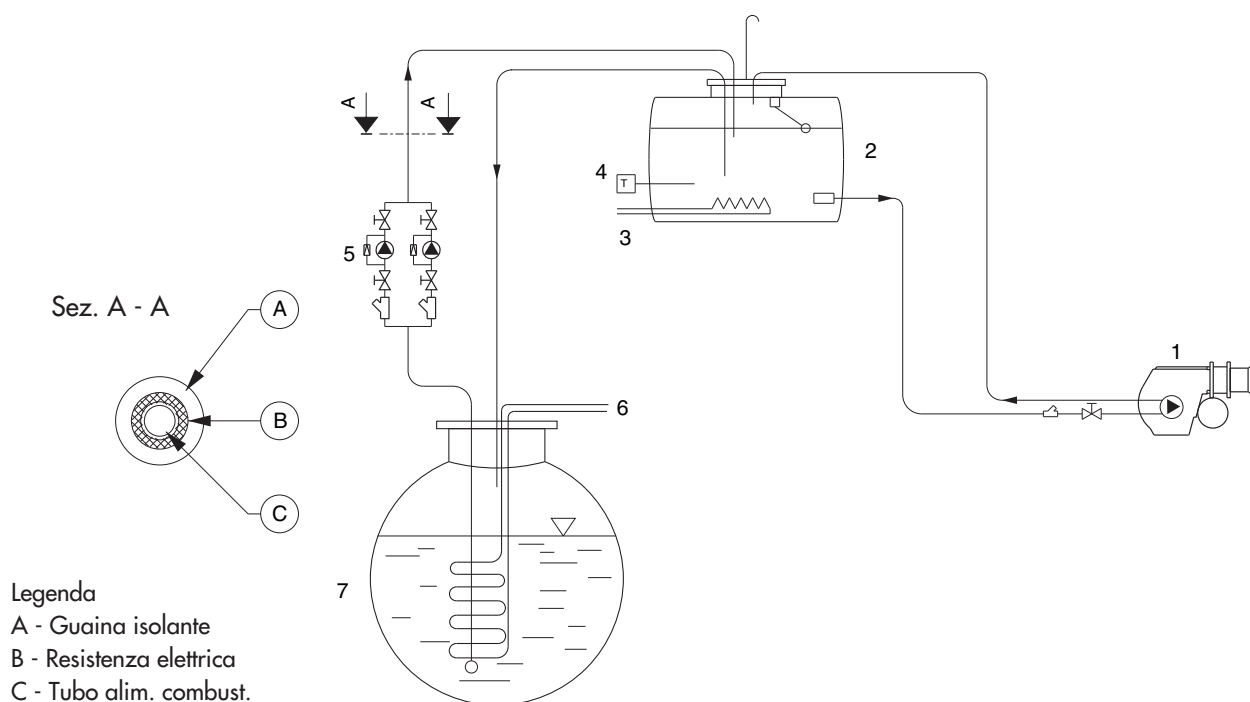 A A
2
4 T
3
5
1
Sez. A - A
A
B
C
6
7
Legenda
A - Guaina isolante
B - Resistenza elettrica
C - Tubo alim. combust.